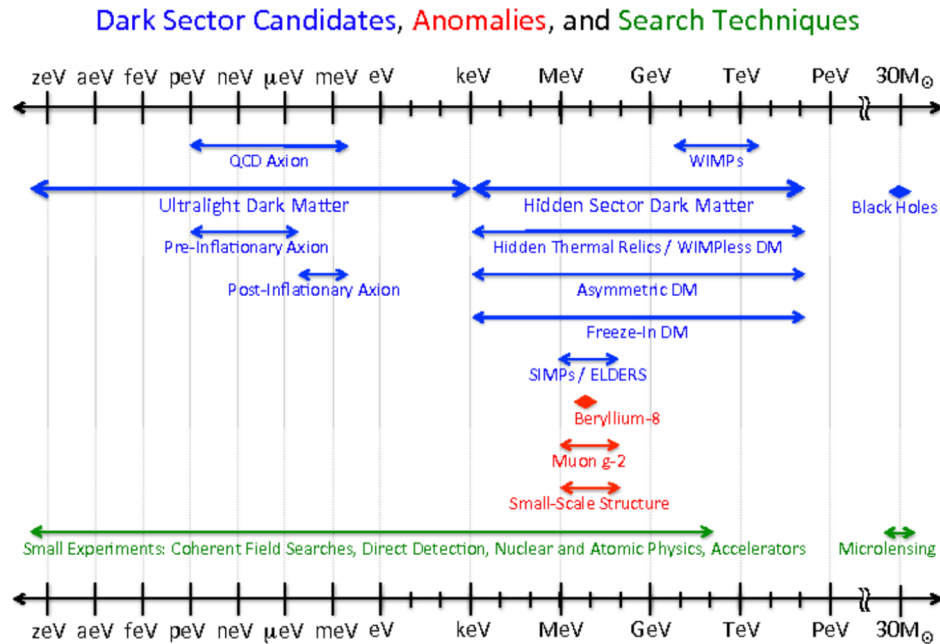 Dark Sector Candidates, Anomalies, and Search Techniques
zeV aeV feV peV neV μeV meV eV keV MeV GeV TeV PeV 30M☉
QCD Axion WIMPs
Ultralight Dark Matter Hidden Sector Dark Matter Black Holes
Pre-Inflationary Axion Hidden Thermal Relics / WIMPless DM
Post-Inflationary Axion Asymmetric DM
Freeze-In DM
SIMPs / ELDERS
Beryllium-8
Muon g-2
Small-Scale Structure
Small Experiments: Coherent Field Searches, Direct Detection, Nuclear and Atomic Physics, Accelerators Microlensing
zeV aeV feV peV neV μeV meV eV keV MeV GeV TeV PeV 30M☉